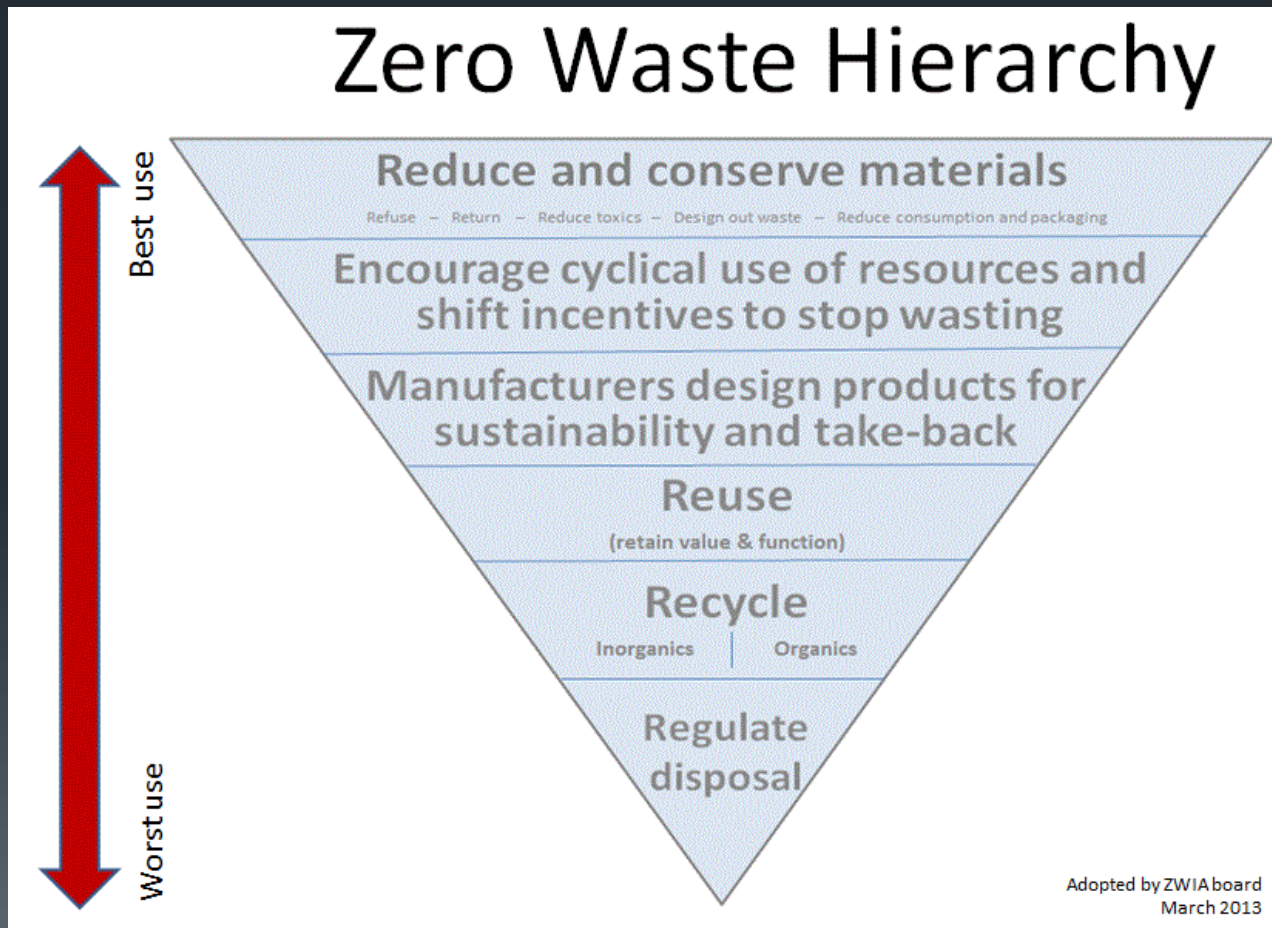 Zero Waste Hierarchy
Best use
Reduce and conserve materials
Refuse – Return – Reduce toxics – Design out waste – Reduce consumption and packaging
Encourage cyclical use of resources and
shift incentives to stop wasting
Manufacturers design products for
sustainability and take-back
Reuse
(retain value & function)
Recycle
Inorganics | Organics
Regulate
disposal
Worst use
Adopted by ZWIA board
March 2013